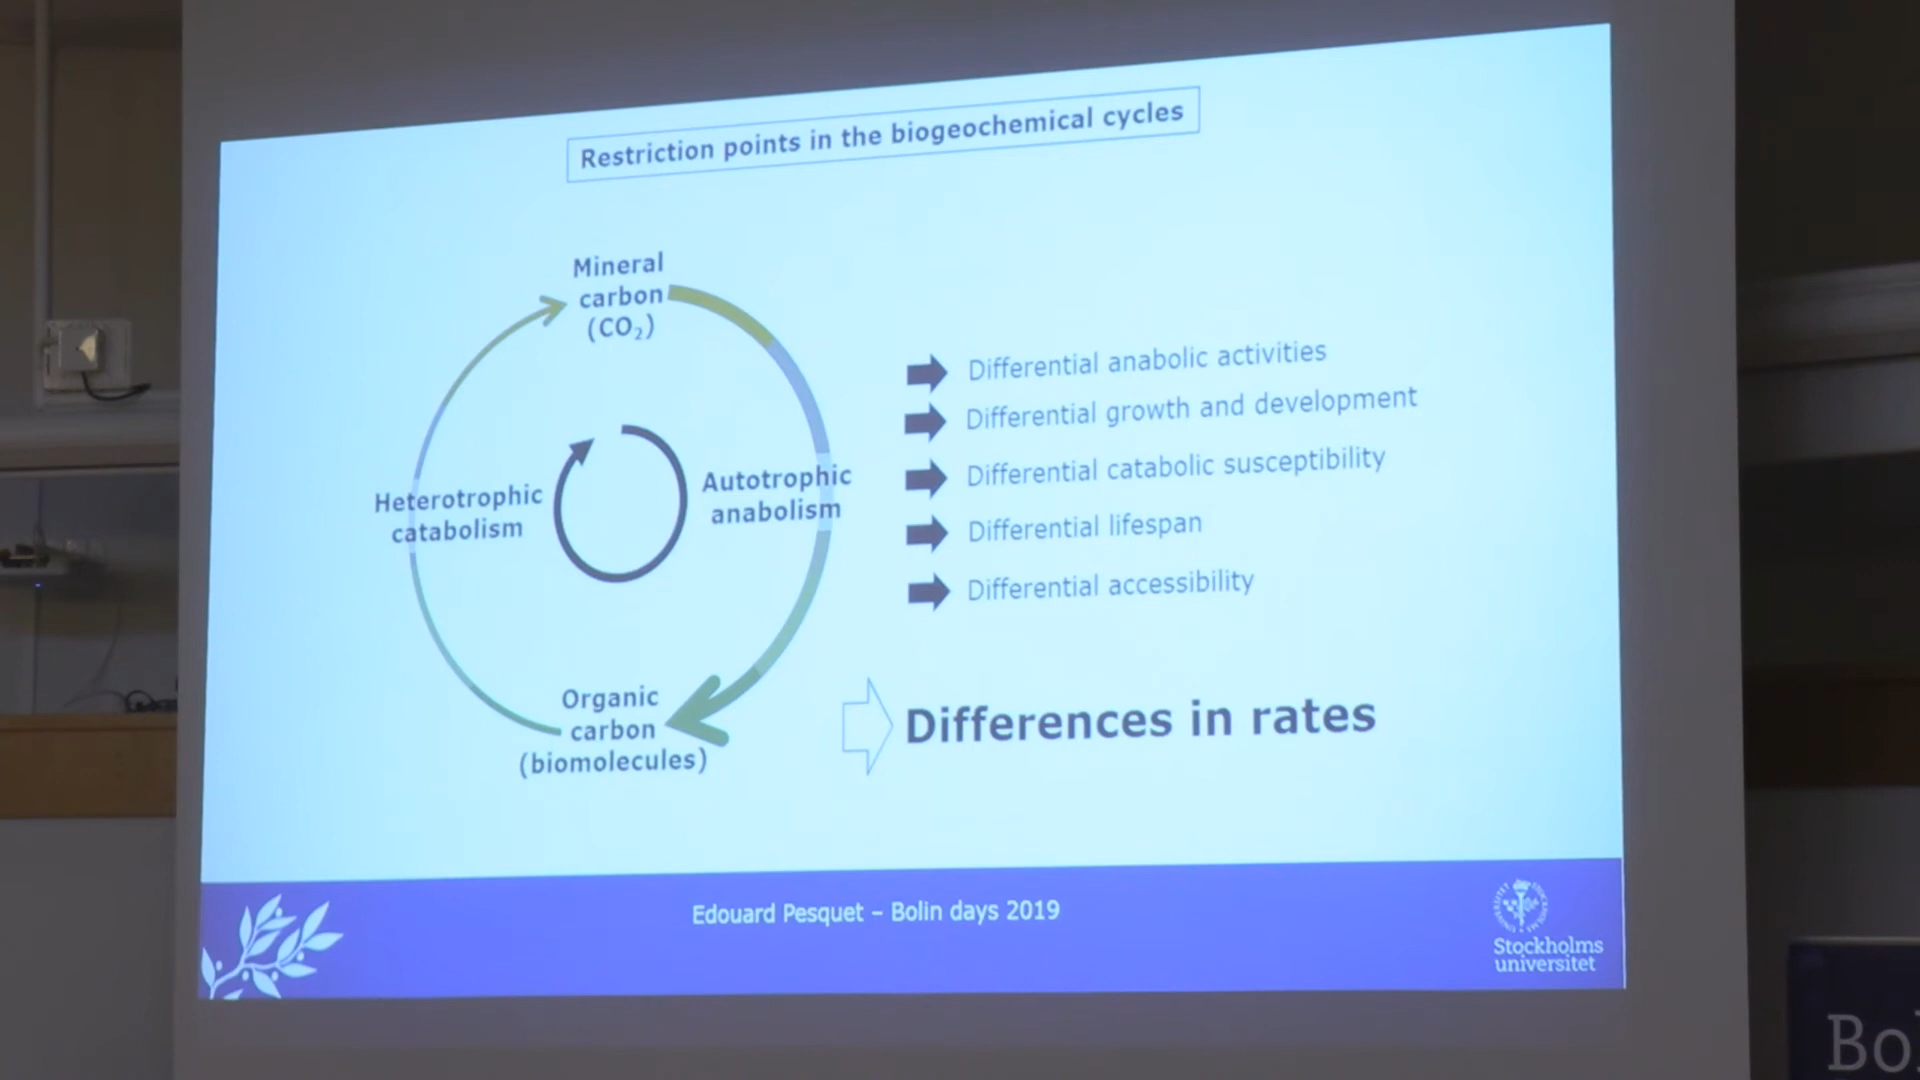 Restriction points in the biogeochemical cycles
Mineral
carbon
(CO₂)
Heterotrophic
catabolism
Autotrophic
anabolism
Organic
carbon
(biomolecules)
Differential anabolic activities
Differential growth and development
Differential catabolic susceptibility
Differential lifespan
Differential accessibility
Differences in rates
Edouard Pesquet – Bolin days 2019
Stockholms
universitet